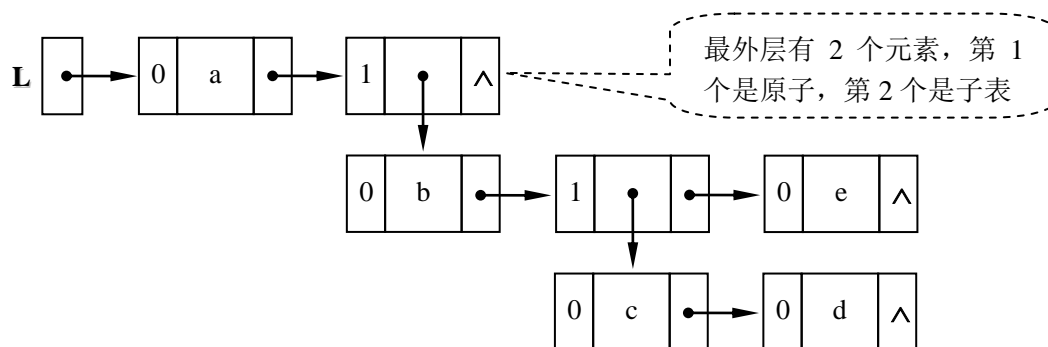 最外层有 2 个元素，第 1
个是原子，第 2 个是子表
L 0 a 1 ∧
0 b 1 0 e ∧
0 c 0 d ∧